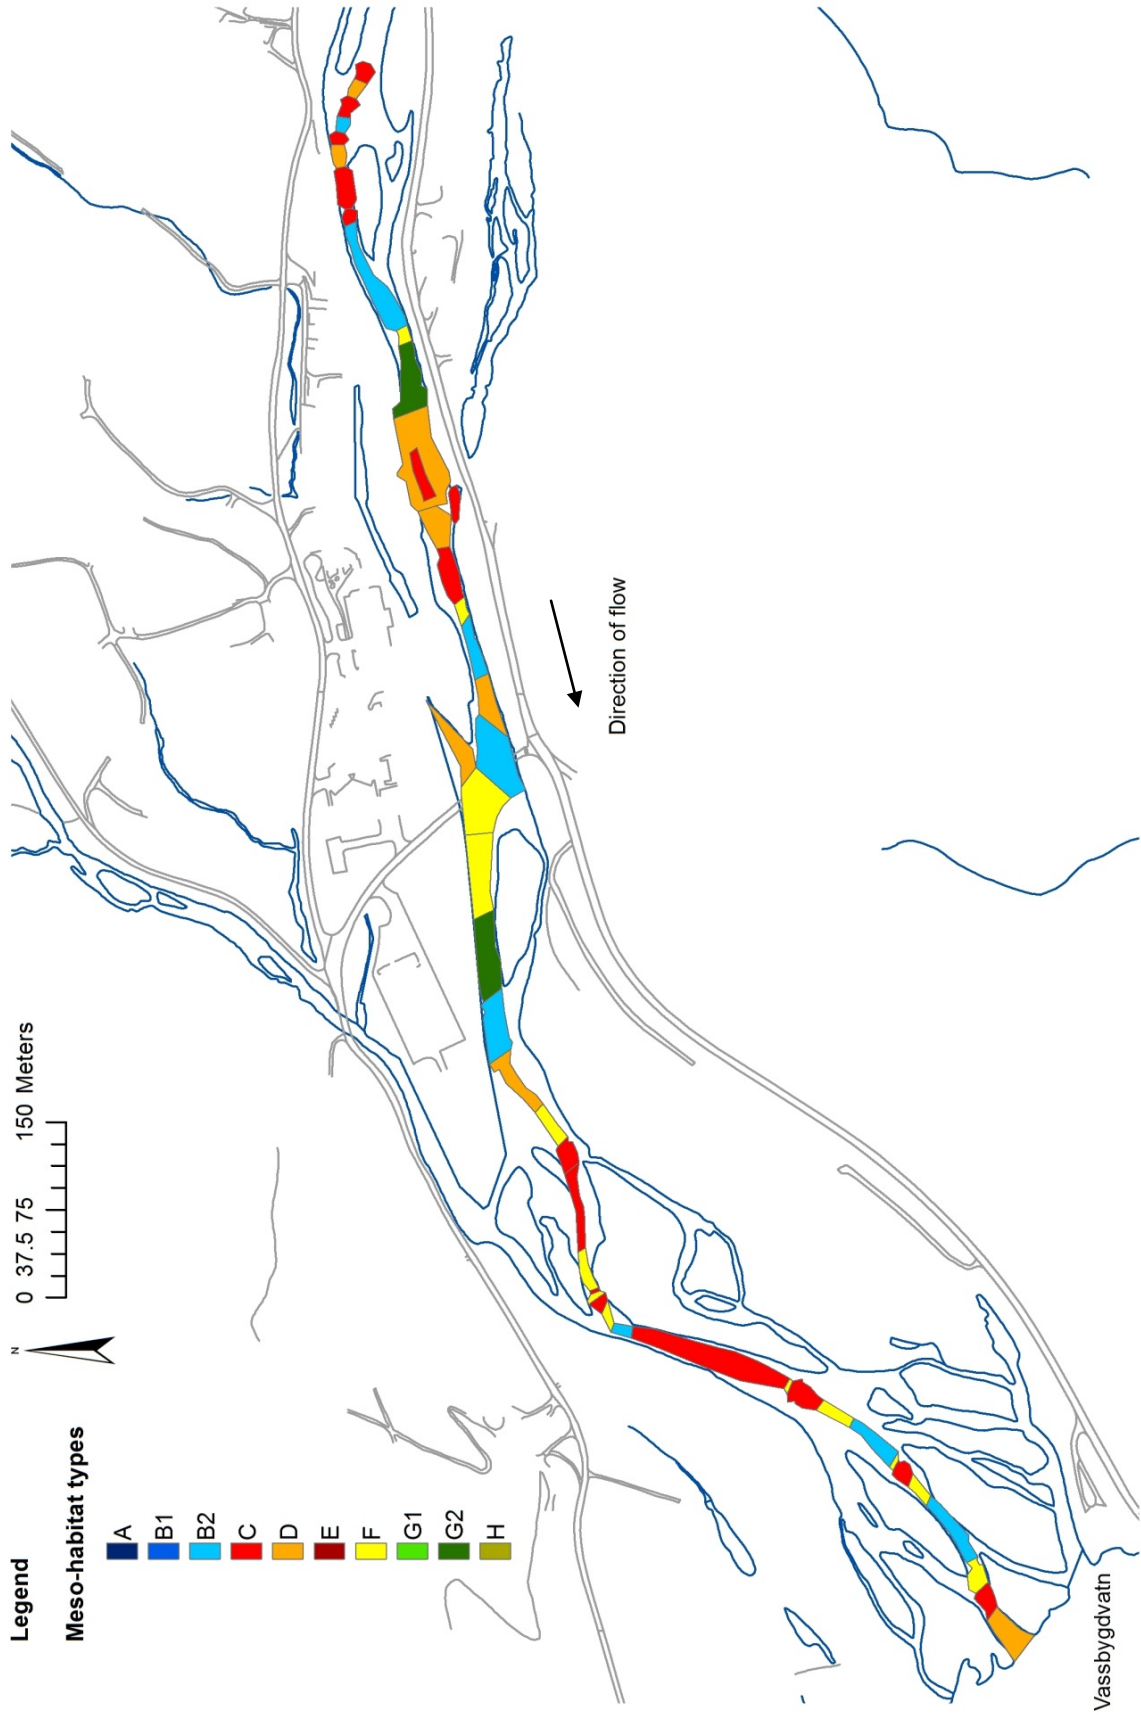 Legend
Meso-habitat types
A
B1
B2
C
D
E
F
G1
G2
H
N
0 37.5 75 150 Meters
Direction of flow
Vassbygdvatn